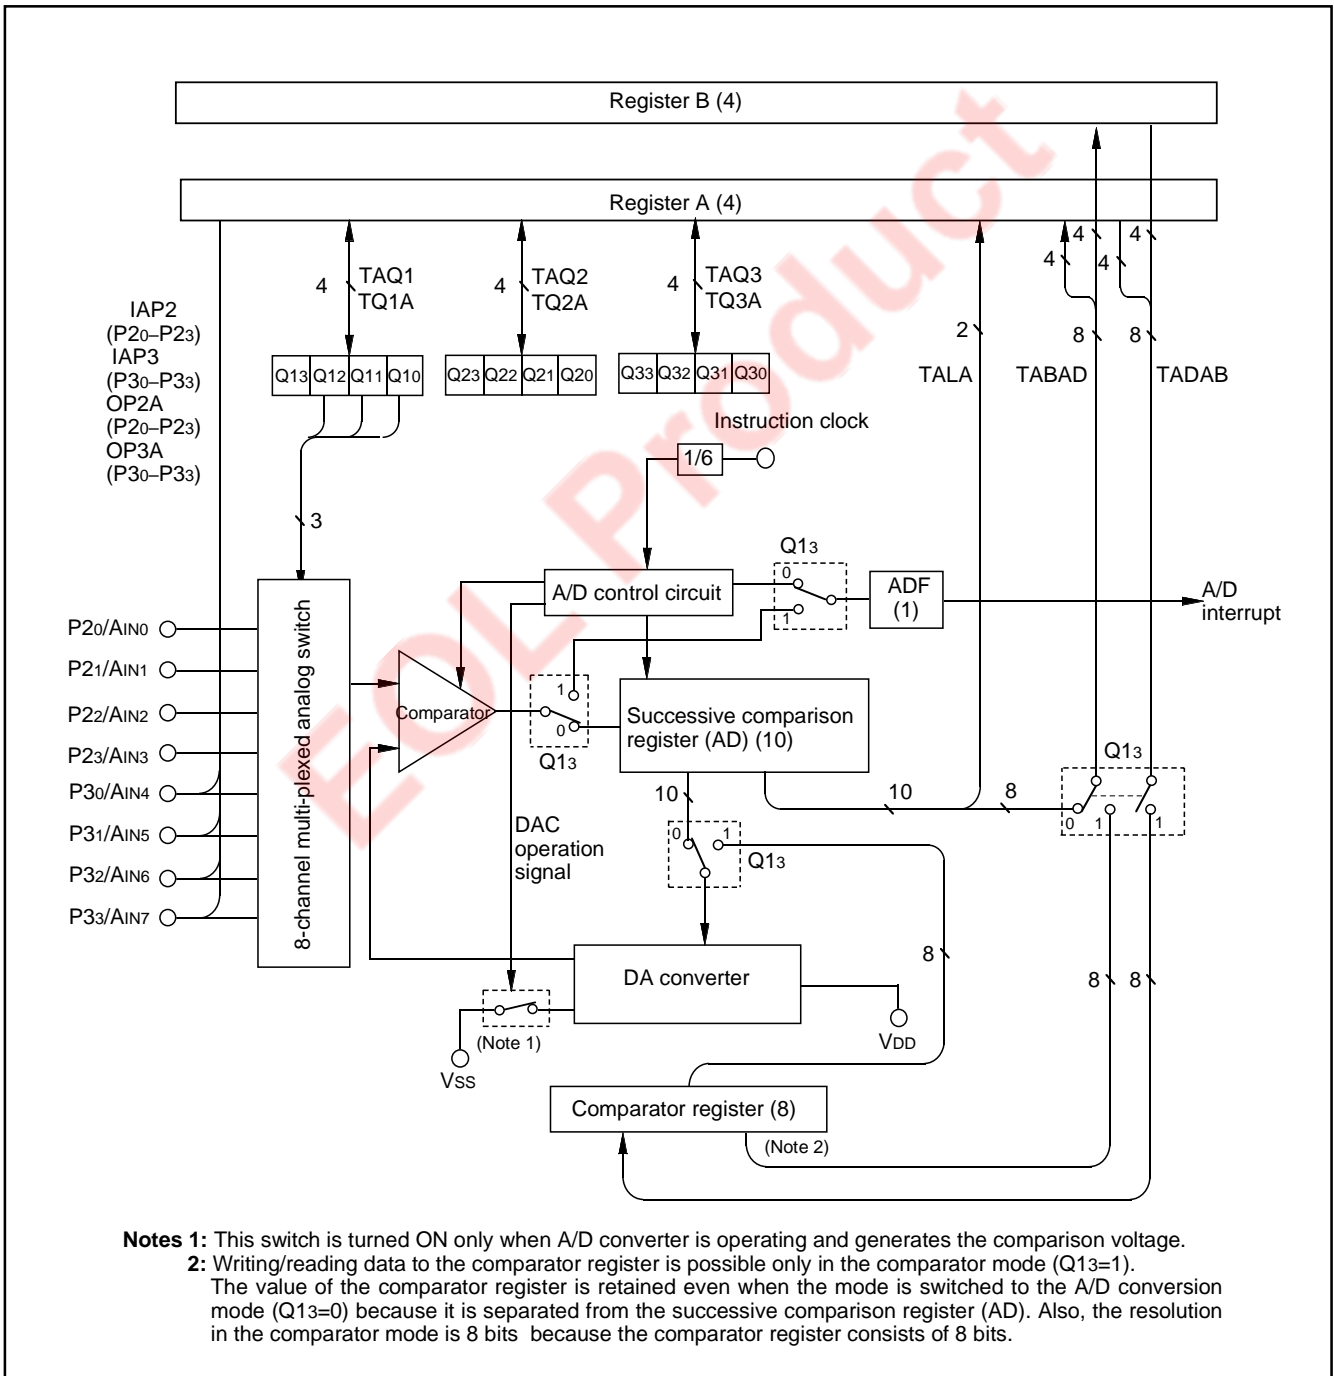 Register B (4)
Register A (4)
4
4
4
4
4 TAQ1
TQ1A
4 TAQ2
TQ2A
4 TAQ3
TQ3A
IAP2
(P20–P23)
IAP3
(P30–P33)
OP2A
(P20–P23)
OP3A
(P30–P33)
2
8
8
TALA
TABAD
TADAB
Q13 Q12 Q11 Q10
Q23 Q22 Q21 Q20
Q33 Q32 Q31 Q30
Instruction clock
1/6
3
Q13
0
1
A/D control circuit
ADF
(1)
A/D
interrupt
P20/AIN0
P21/AIN1
P22/AIN2
P23/AIN3
P30/AIN4
P31/AIN5
P32/AIN6
P33/AIN7
8-channel multi-plexed analog switch
Comparator
1
0
Q13
Successive comparison
register (AD) (10)
Q13
0 1 1
10
10
8
DAC
operation
signal
0 1
Q13
8
8
8
DA converter
(Note 1)
VSS
VDD
Comparator register (8)
(Note 2)
Notes 1: This switch is turned ON only when A/D converter is operating and generates the comparison voltage.
2: Writing/reading data to the comparator register is possible only in the comparator mode (Q13=1).
The value of the comparator register is retained even when the mode is switched to the A/D conversion
mode (Q13=0) because it is separated from the successive comparison register (AD). Also, the resolution
in the comparator mode is 8 bits because the comparator register consists of 8 bits.
EOL Product